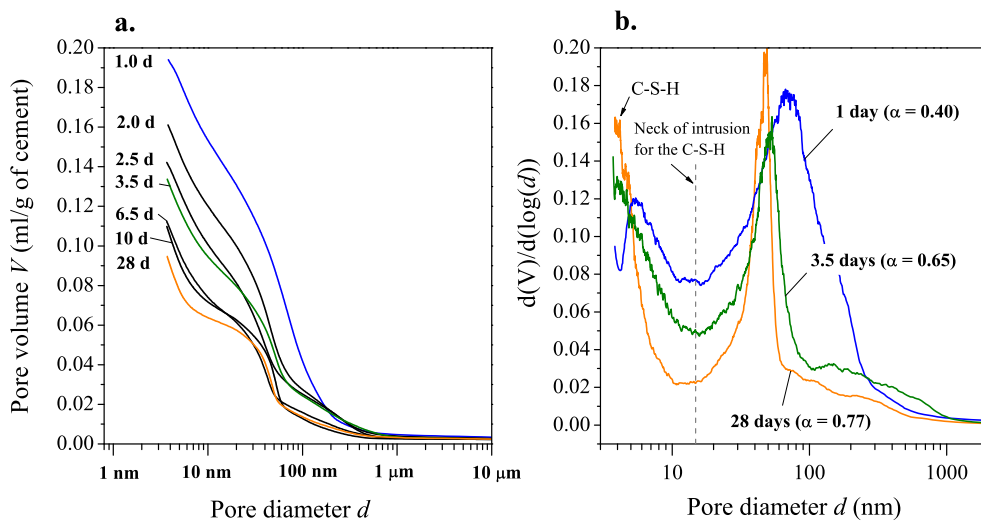 a.
0.20
0.18
0.16
0.14
0.12
0.10
0.08
0.06
0.04
0.02
0.00
Pore volume V (ml/g of cement)
1.0 d
2.0 d
2.5 d
3.5 d
6.5 d
10 d
28 d
1 nm
10 nm
100 nm
1 μm
10 μm
Pore diameter d
b.
0.20
0.18
0.16
0.14
0.12
0.10
0.08
0.06
0.04
0.02
0.00
d(V)/d(log(d))
C-S-H
Neck of intrusion
for the C-S-H
1 day (α = 0.40)
3.5 days (α = 0.65)
28 days (α = 0.77)
10
100
1000
Pore diameter d (nm)